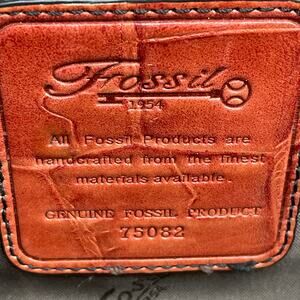 Fossil
1954
All Fossil Products are
handcrafted from the finest
materials available.
GENUINE FOSSIL PRODUCT
75082